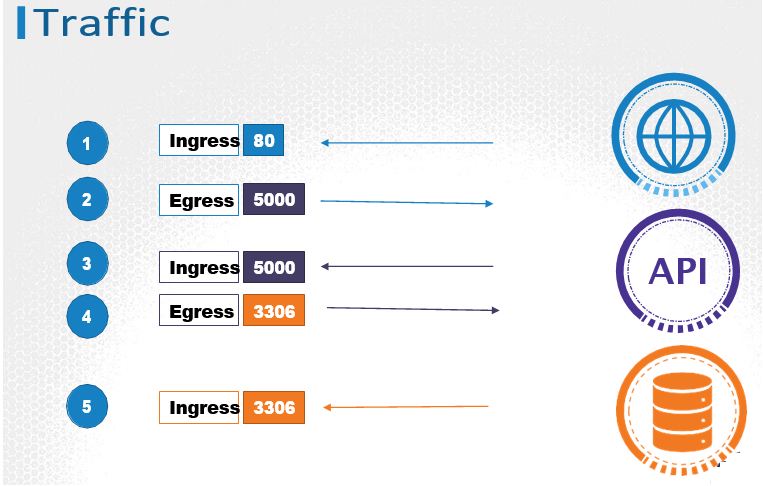 Traffic
1 Ingress 80
2 Egress 5000
3 Ingress 5000
API
4 Egress 3306
5 Ingress 3306